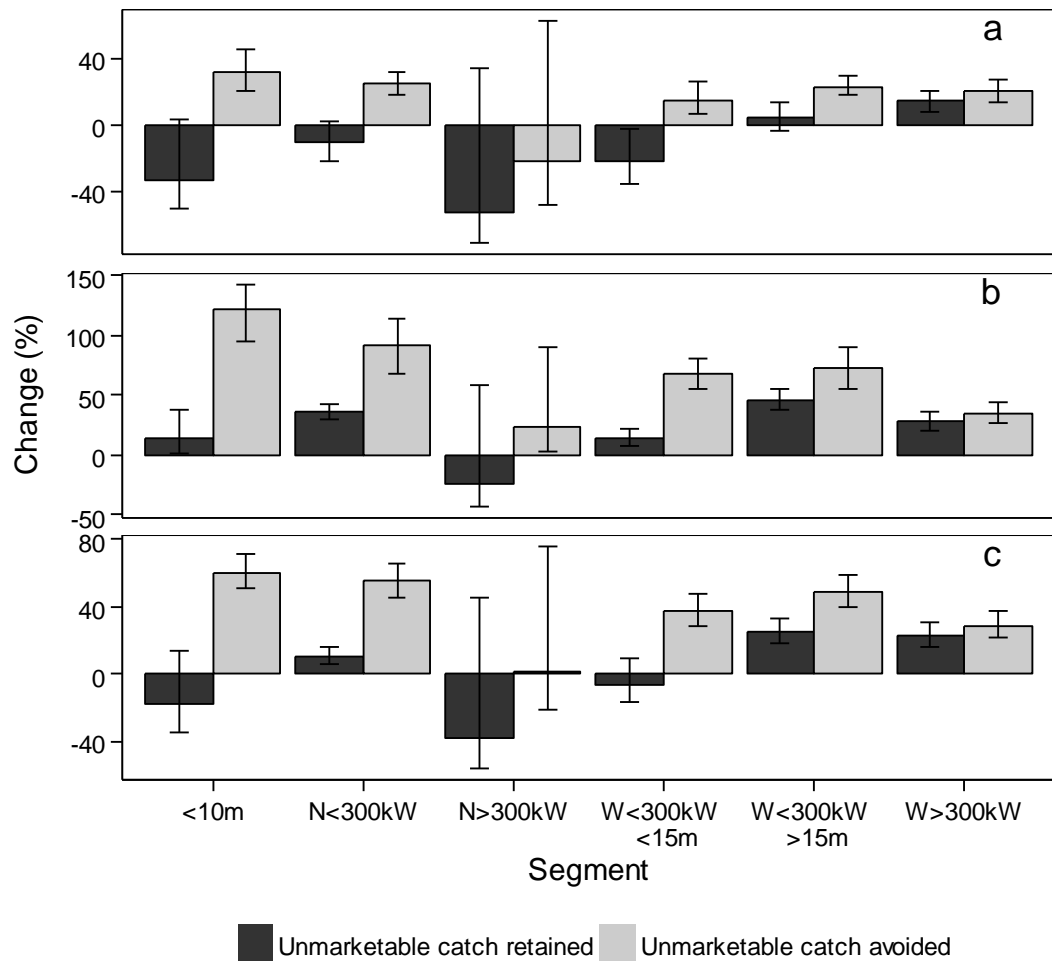 a
40
0
-40
b
150
100
50
0
-50
c
80
40
0
-40
Change (%)
<10m N<300kW N>300kW W<300kW W<300kW W>300kW
<15m >15m
Segment
Unmarketable catch retained Unmarketable catch avoided